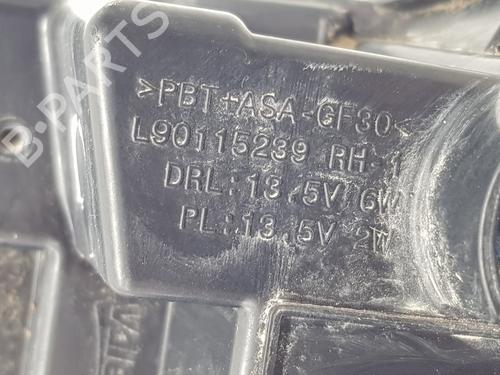 B-PARTS
>PBT+ASA-GF30<
L90115239 RH-1
DRL:13.5V 6W
PL:13.5V 2W